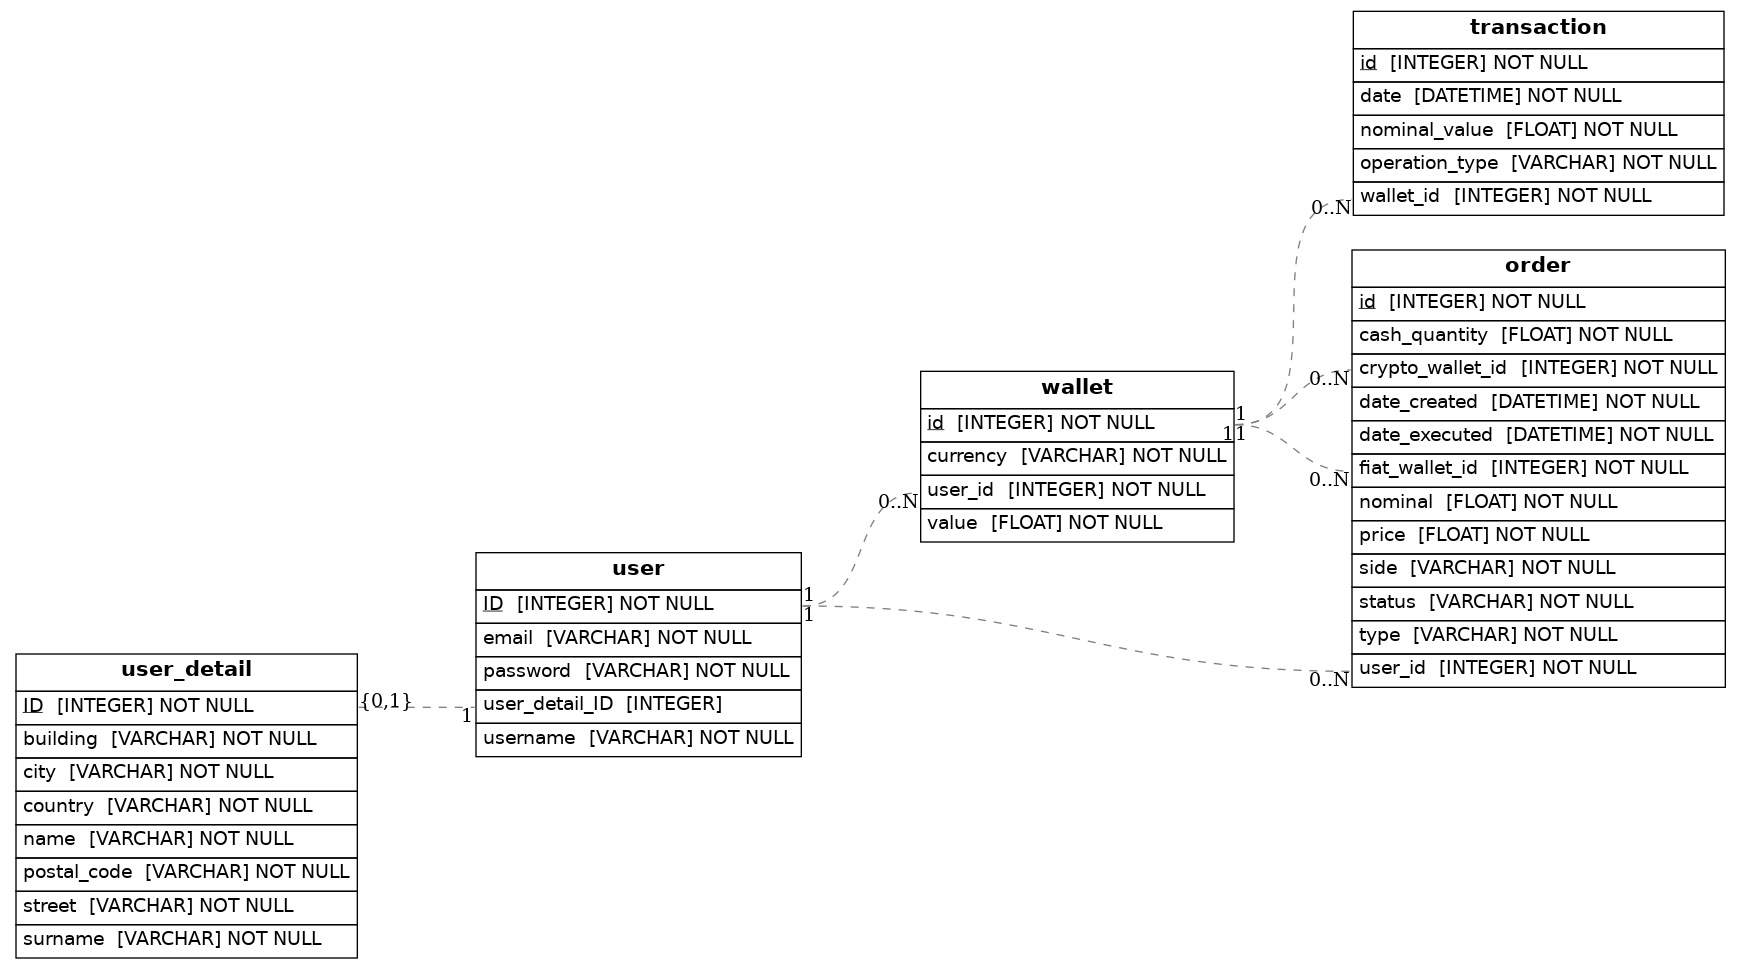 transaction
id [INTEGER] NOT NULL
date [DATETIME] NOT NULL
nominal_value [FLOAT] NOT NULL
operation_type [VARCHAR] NOT NULL
wallet_id [INTEGER] NOT NULL
0..N
order
id [INTEGER] NOT NULL
cash_quantity [FLOAT] NOT NULL
crypto_wallet_id [INTEGER] NOT NULL
0..N
date_created [DATETIME] NOT NULL
date_executed [DATETIME] NOT NULL
fiat_wallet_id [INTEGER] NOT NULL
0..N
nominal [FLOAT] NOT NULL
price [FLOAT] NOT NULL
side [VARCHAR] NOT NULL
status [VARCHAR] NOT NULL
type [VARCHAR] NOT NULL
user_id [INTEGER] NOT NULL
0..N
wallet
id [INTEGER] NOT NULL
1
11
currency [VARCHAR] NOT NULL
user_id [INTEGER] NOT NULL
0..N
value [FLOAT] NOT NULL
user
ID [INTEGER] NOT NULL
1
1
email [VARCHAR] NOT NULL
password [VARCHAR] NOT NULL
user_detail_ID [INTEGER]
1
username [VARCHAR] NOT NULL
user_detail
ID [INTEGER] NOT NULL
{0,1}
building [VARCHAR] NOT NULL
city [VARCHAR] NOT NULL
country [VARCHAR] NOT NULL
name [VARCHAR] NOT NULL
postal_code [VARCHAR] NOT NULL
street [VARCHAR] NOT NULL
surname [VARCHAR] NOT NULL